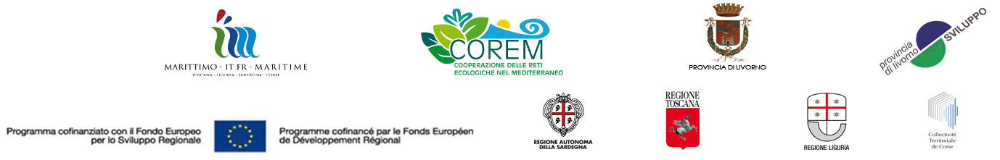 MARITTIMO - IT FR - MARITIME
TOSCANA - LIGURIA - SARDEGNA - CORSE
COREM
COOPERAZIONE DELLE RETI
ECOLOGICHE NEL MEDITERRANEO
PROVINCIA DI LIVORNO
provincia
di livorno
SVILUPPO
Programma cofinanziato con il Fondo Europeo
per lo Sviluppo Regionale
Programme cofinancé par le Fonds Européen
de Développement Régional
REGIONE AUTONOMA
DELLA SARDEGNA
REGIONE
TOSCANA
REGIONE LIGURIA
Collectivité
Territoriale
de Corse